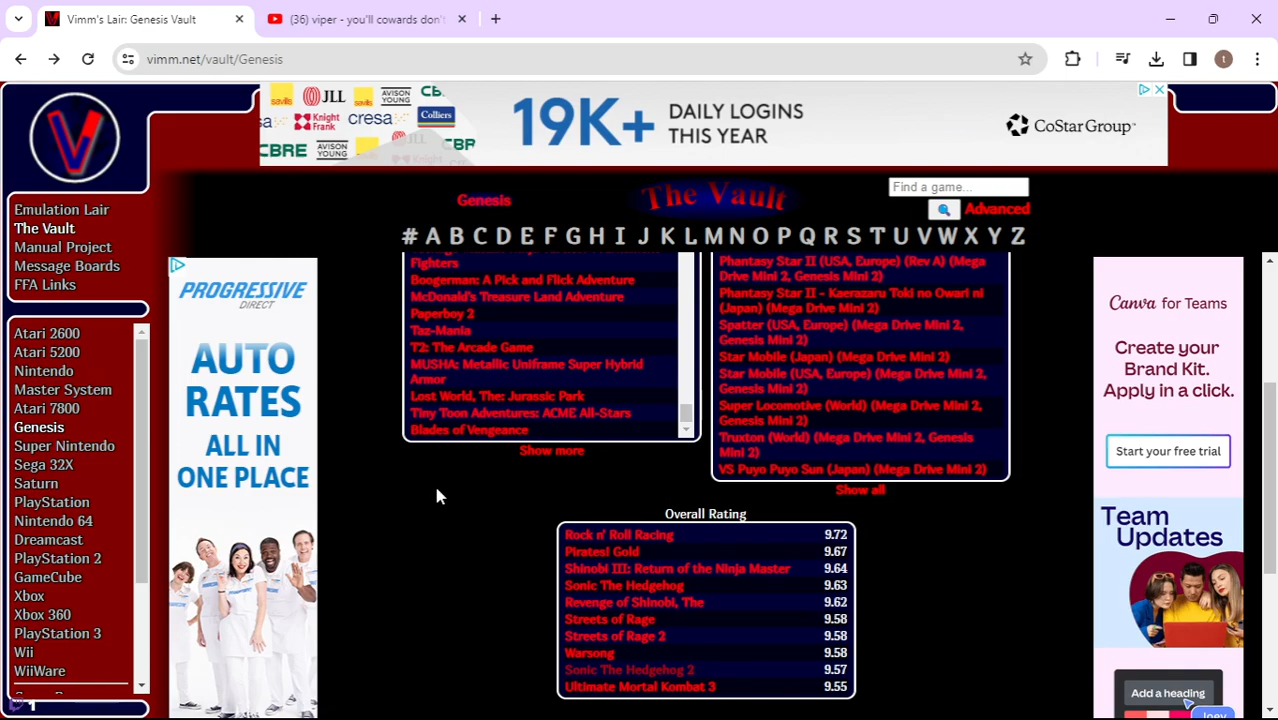 Vimm's Lair: Genesis Vault
(36) viper - you'll cowards don't
vimm.net/vault/Genesis
t
savills
JLL
savills
AVISON YOUNG
Knight Frank
cresa
Colliers
CBRE
AVISON YOUNG
savills
19K+ DAILY LOGINS THIS YEAR
CoStar Group
V
Emulation Lair
The Vault
Manual Project
Message Boards
FFA Links
Atari 2600
Atari 5200
Nintendo
Master System
Atari 7800
Genesis
Super Nintendo
Sega 32X
Saturn
PlayStation
Nintendo 64
Dreamcast
PlayStation 2
GameCube
Xbox
Xbox 360
PlayStation 3
Wii
WiiWare
1
PROGRESSIVE DIRECT
AUTO
RATES
ALL IN
ONE PLACE
Genesis
The Vault
Find a game...
Advanced
# A B C D E F G H I J K L M N O P Q R S T U V W X Y Z
Fighters
Boogerman: A Pick and Flick Adventure
McDonald's Treasure Land Adventure
Paperboy 2
Taz-Mania
T2: The Arcade Game
MUSHA: Metallic Uniframe Super Hybrid
Armor
Lost World, The: Jurassic Park
Tiny Toon Adventures: ACME All-Stars
Blades of Vengeance
Show more
Phantasy Star II (USA, Europe) (Rev A) (Mega
Drive Mini 2, Genesis Mini 2)
Phantasy Star II - Kaerazaru Toki no Owari ni
(Japan) (Mega Drive Mini 2)
Spatter (USA, Europe) (Mega Drive Mini 2,
Genesis Mini 2)
Star Mobile (Japan) (Mega Drive Mini 2)
Star Mobile (USA, Europe) (Mega Drive Mini 2,
Genesis Mini 2)
Super Locomotive (World) (Mega Drive Mini 2,
Genesis Mini 2)
Truxton (World) (Mega Drive Mini 2, Genesis
Mini 2)
VS Puyo Puyo Sun (Japan) (Mega Drive Mini 2)
Show all
Overall Rating
Rock n' Roll Racing 9.72
Pirates! Gold 9.67
Shinobi III: Return of the Ninja Master 9.64
Sonic The Hedgehog 9.63
Revenge of Shinobi, The 9.62
Streets of Rage 9.58
Streets of Rage 2 9.58
Warsong 9.58
Sonic The Hedgehog 2 9.57
Ultimate Mortal Kombat 3 9.55
Canva for Teams
Create your
Brand Kit.
Apply in a click.
Start your free trial
Team
Updates
Add a heading
Joey